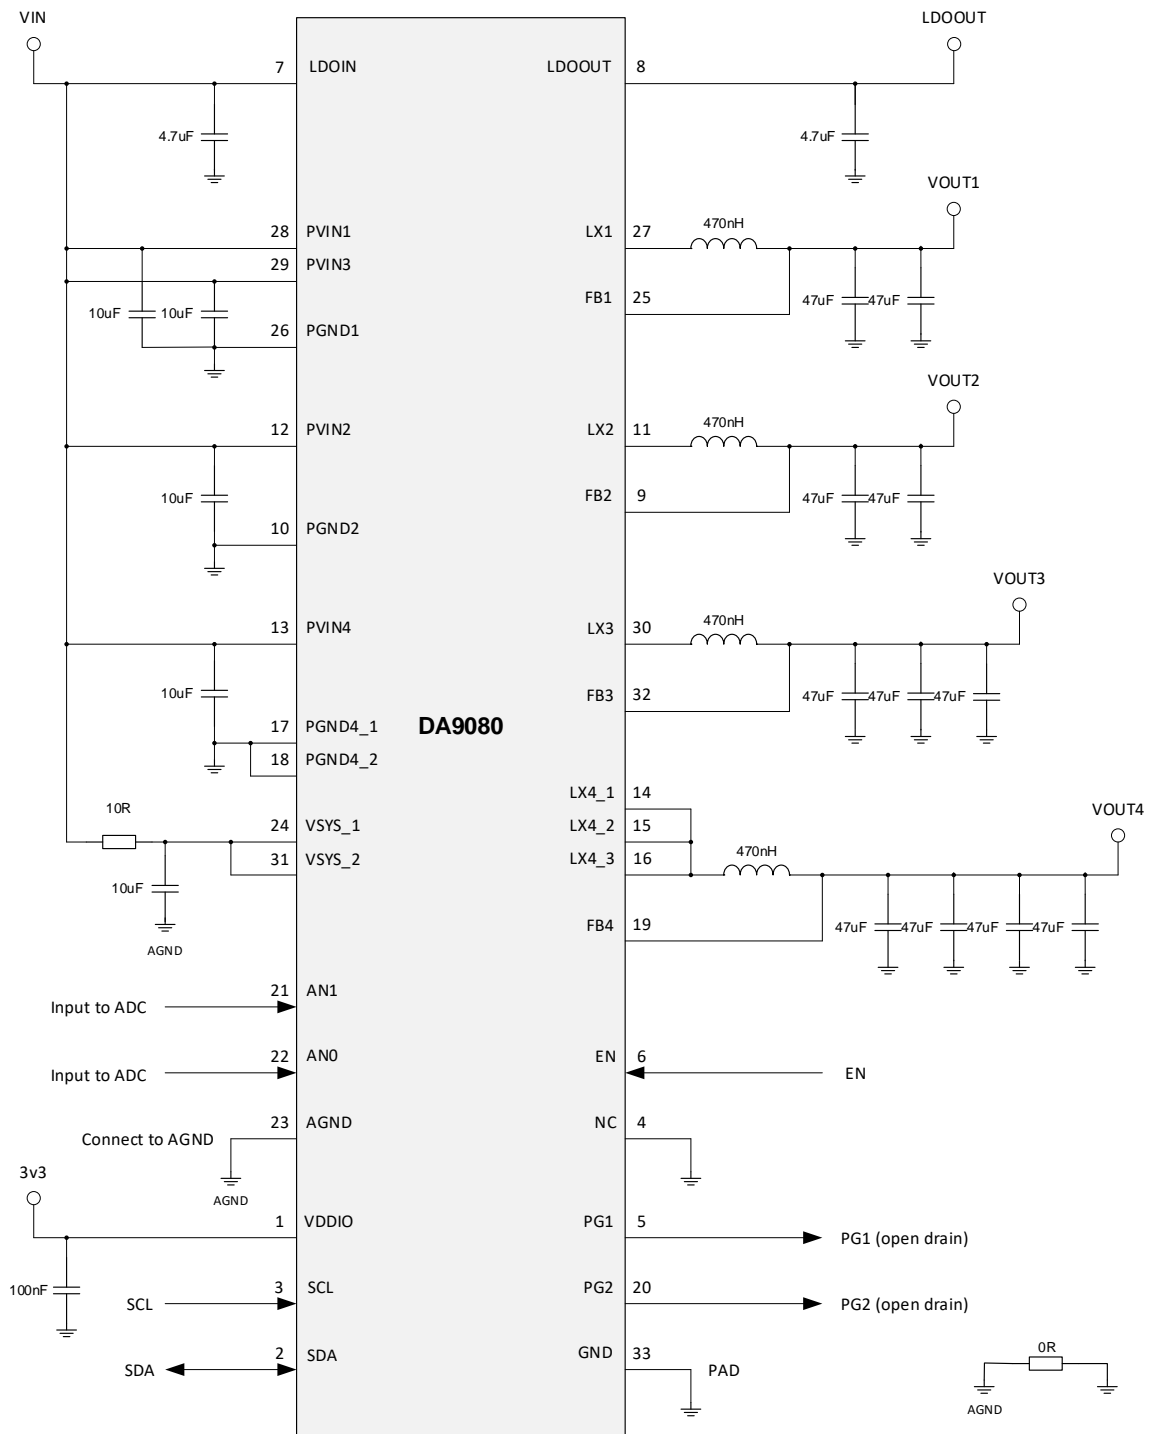 VIN
LDOOUT
7 LDOIN LDOOUT 8
4.7uF 4.7uF
VOUT1
28 PVIN1 LX1 27 470nH
29 PVIN3
FB1 25
10uF 10uF 47uF 47uF
26 PGND1
VOUT2
12 PVIN2 LX2 11 470nH
10uF FB2 9 47uF 47uF
10 PGND2
VOUT3
13 PVIN4 LX3 30 470nH
10uF FB3 32 47uF 47uF 47uF
17 PGND4_1 DA9080
18 PGND4_2
LX4_1 14
10R VOUT4
24 VSYS_1 LX4_2 15
31 VSYS_2 LX4_3 16 470nH
10uF
FB4 19 47uF 47uF 47uF 47uF
AGND
21 AN1
Input to ADC
22 AN0 EN 6
Input to ADC EN
23 AGND NC 4
Connect to AGND
3v3 AGND
1 VDDIO PG1 5
PG1 (open drain)
100nF 3 SCL PG2 20
SCL PG2 (open drain)
2 SDA GND 33 0R
SDA PAD
AGND